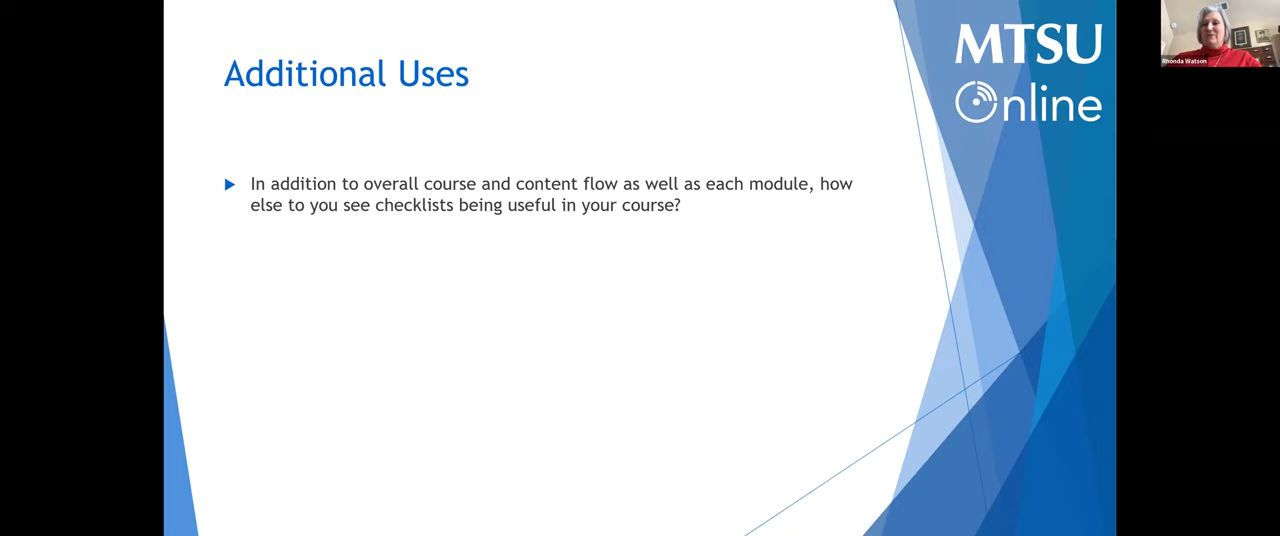 Additional Uses
MTSU
Online
Rhonda Watson
In addition to overall course and content flow as well as each module, how
else to you see checklists being useful in your course?